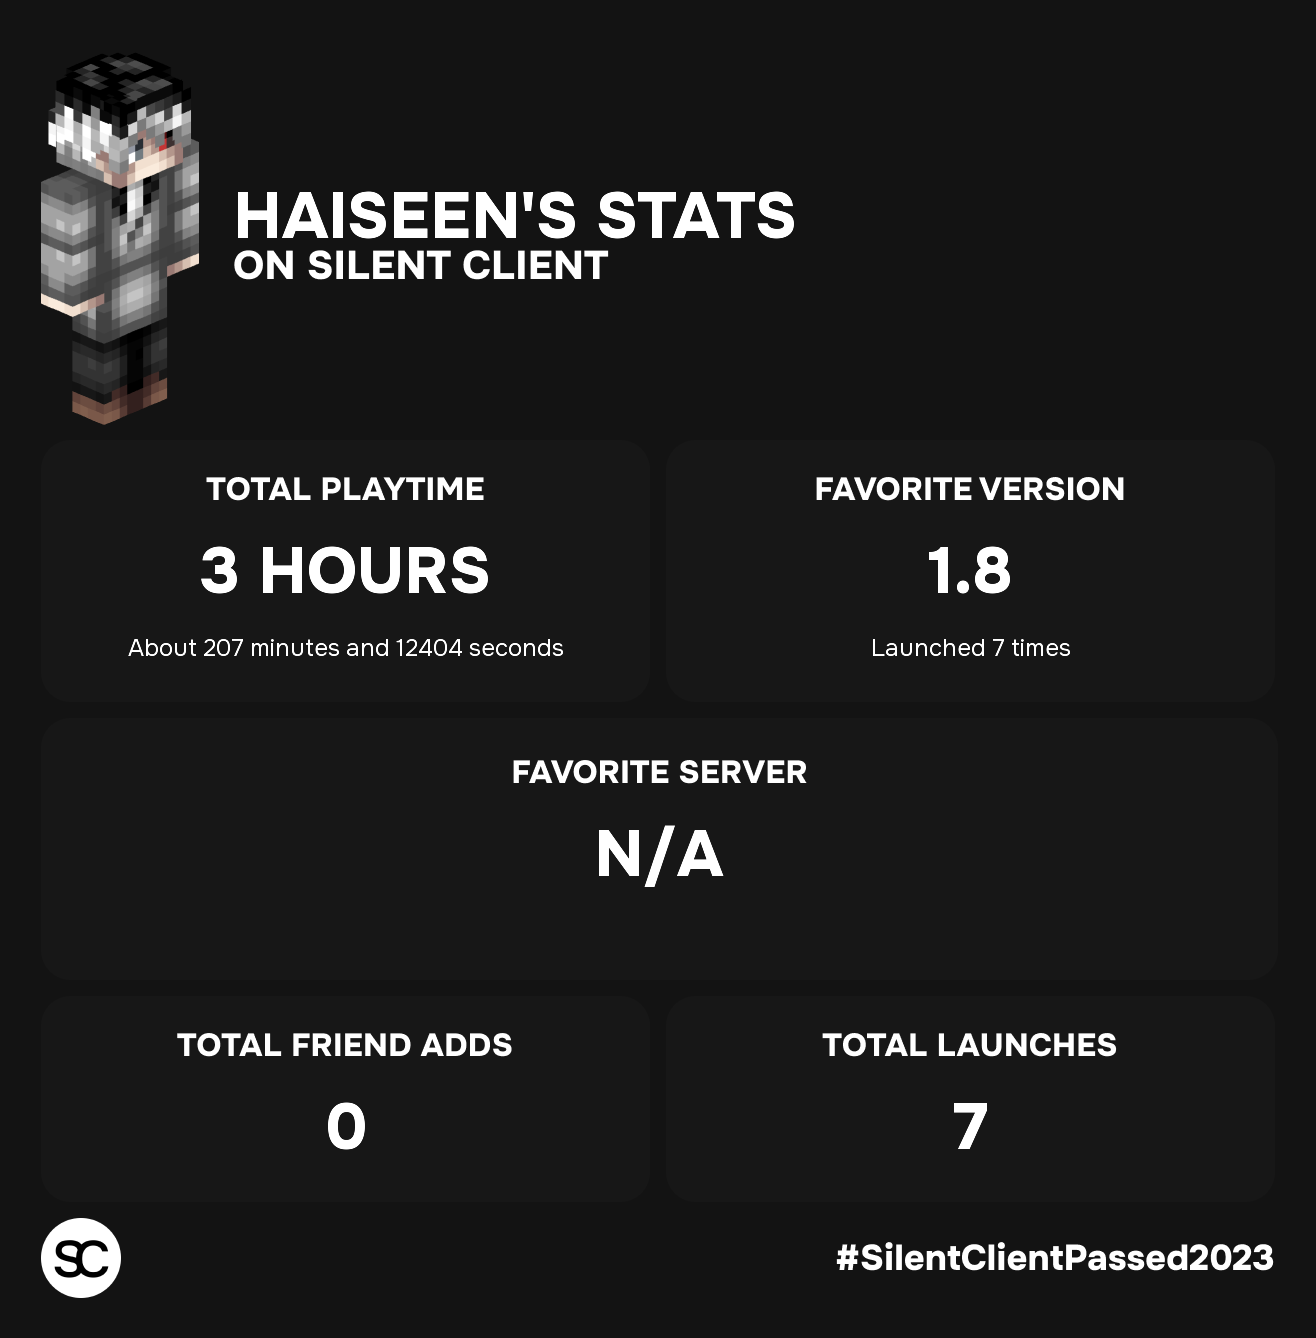 HAISEEN'S STATS
ON SILENT CLIENT
TOTAL PLAYTIME
3 HOURS
About 207 minutes and 12404 seconds
FAVORITE VERSION
1.8
Launched 7 times
FAVORITE SERVER
N/A
TOTAL FRIEND ADDS
0
TOTAL LAUNCHES
7
SC
#SilentClientPassed2023